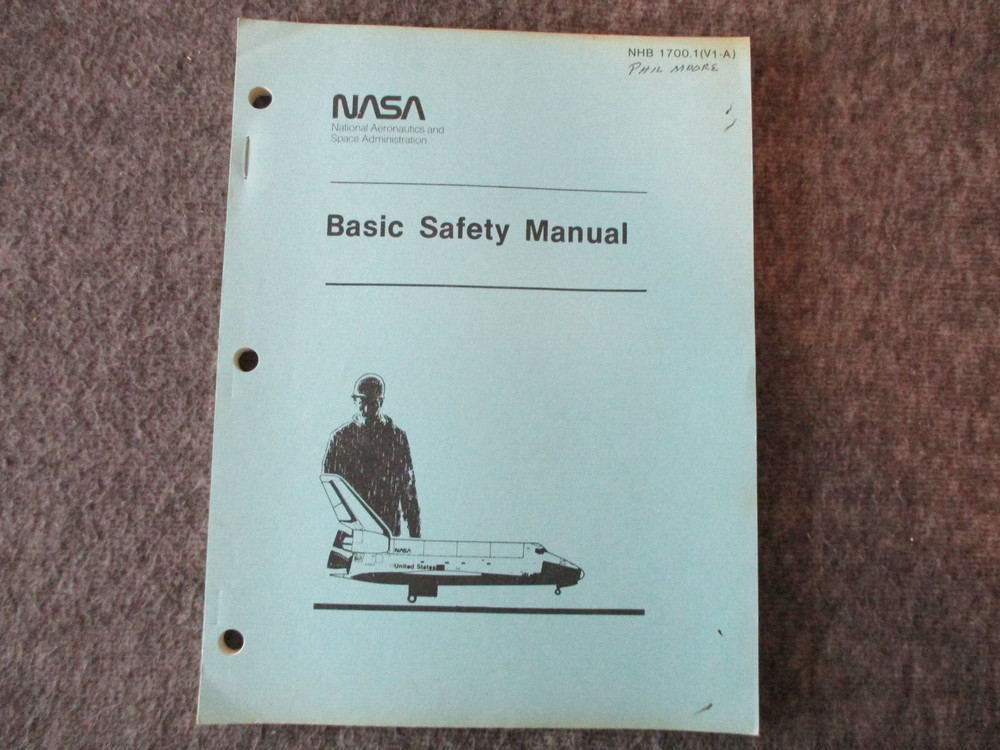 NHB 1700.1(V1-A)
PHIL MOORE
NASA
National Aeronautics and
Space Administration
Basic Safety Manual
NASA
United States